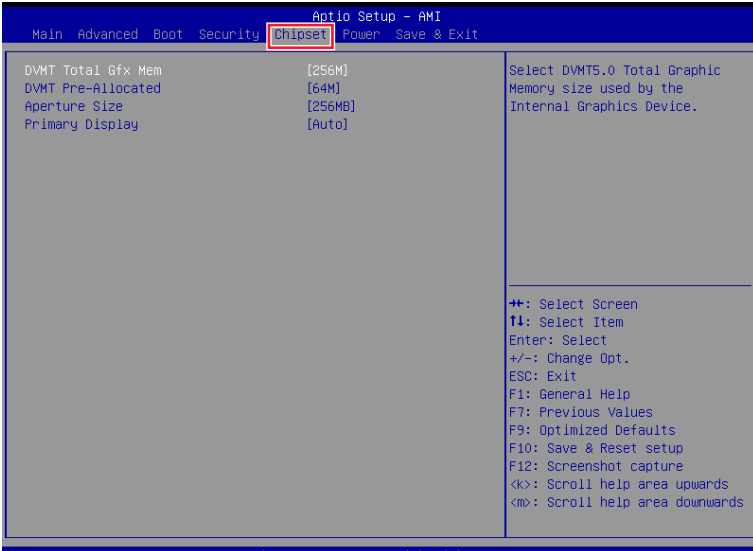 Aptio Setup – AMI
Main Advanced Boot Security Chipset Power Save & Exit
DVMT Total Gfx Mem [256M]
DVMT Pre-Allocated [64M]
Aperture Size [256MB]
Primary Display [Auto]
Select DVMT5.0 Total Graphic
Memory size used by the
Internal Graphics Device.
→←: Select Screen
↑↓: Select Item
Enter: Select
+/-: Change Opt.
ESC: Exit
F1: General Help
F7: Previous Values
F9: Optimized Defaults
F10: Save & Reset setup
F12: Screenshot capture
<k>: Scroll help area upwards
<m>: Scroll help area downwards